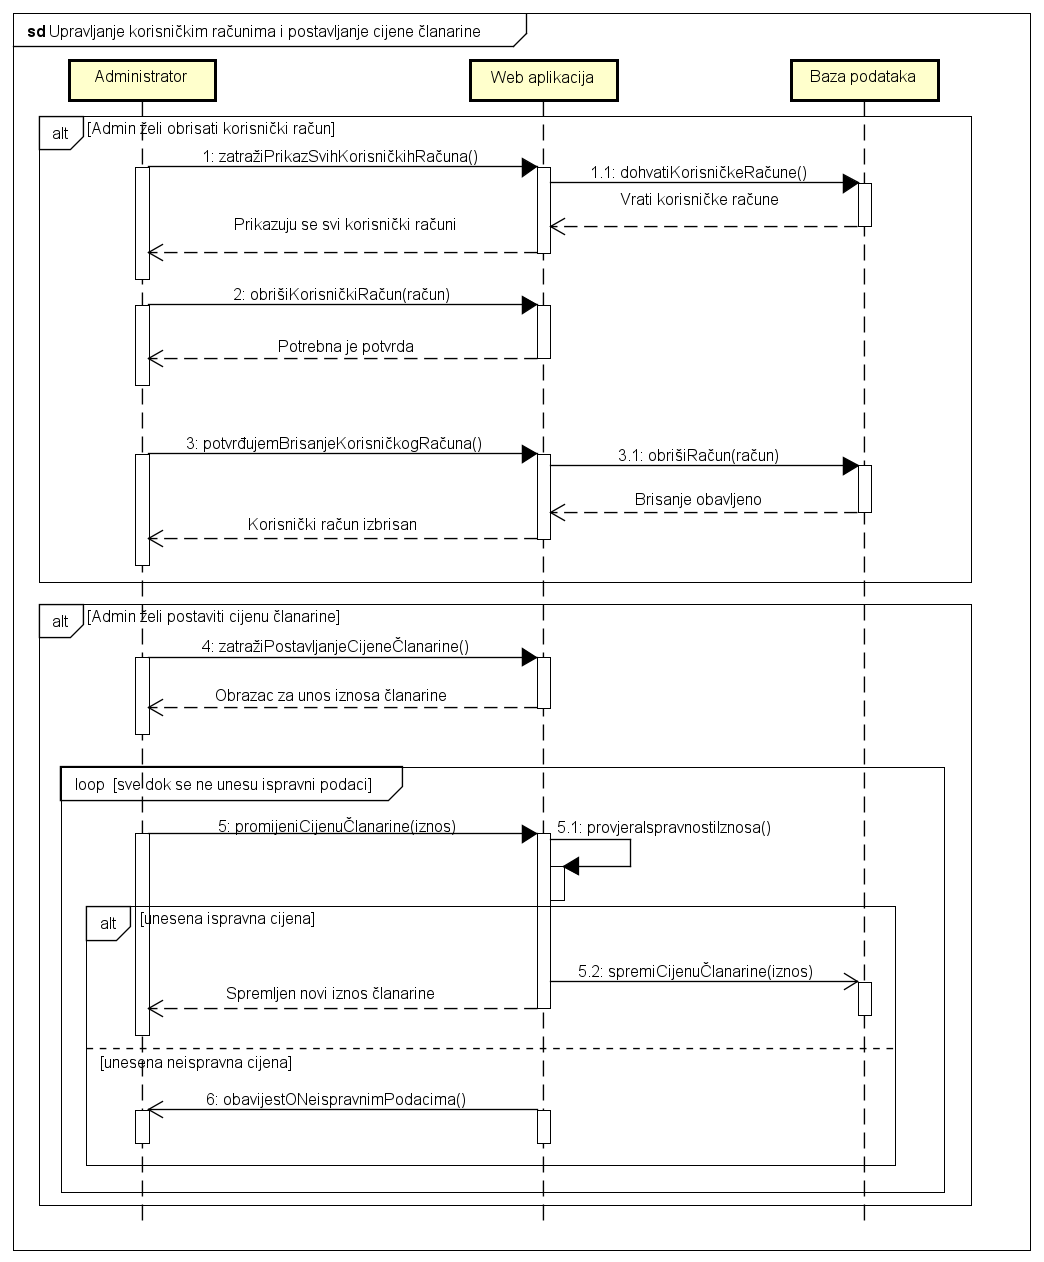 sd Upravljanje korisničkim računima i postavljanje cijene članarine
Administrator
Web aplikacija
Baza podataka
alt
[Admin želi obrisati korisnički račun]
1: zatražiPrikazSvihKorisničkihRačuna()
1.1: dohvatiKorisničkeRačune()
Vrati korisničke račune
Prikazuju se svi korisnički računi
2: obrišiKorisničkiRačun(račun)
Potrebna je potvrda
3: potvrđujemBrisanjeKorisničkogRačuna()
3.1: obrišiRačun(račun)
Brisanje obavljeno
Korisnički račun izbrisan
alt
[Admin želi postaviti cijenu članarine]
4: zatražiPostavljanjeCijeneČlanarine()
Obrazac za unos iznosa članarine
loop [sve dok se ne unesu ispravni podaci]
5: promijeniCijenuČlanarine(iznos)
5.1: provjeraIspravnostiIznosa()
alt
[unesena ispravna cijena]
5.2: spremiCijenuČlanarine(iznos)
Spremljen novi iznos članarine
[unesena neispravna cijena]
6: obavijestONeispravnimPodacima()